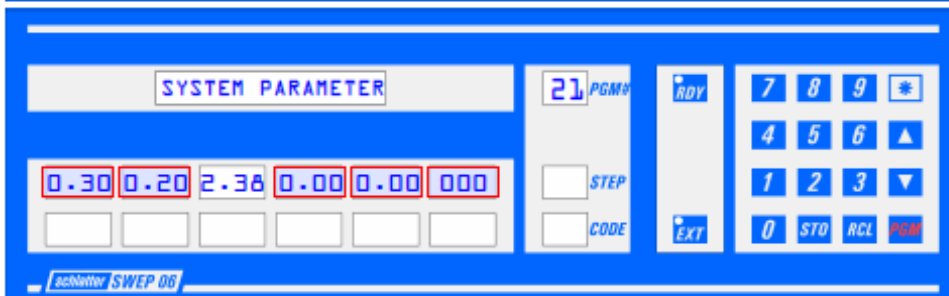 SYSTEM PARAMETER
21 PGM#
RDY
7 8 9 *
4 5 6 ▲
0.30 0.20 2.38 0.00 0.00 000
STEP
1 2 3 ▼
CODE
EXT
0 STO RCL PGM
schlatter SWEP 06